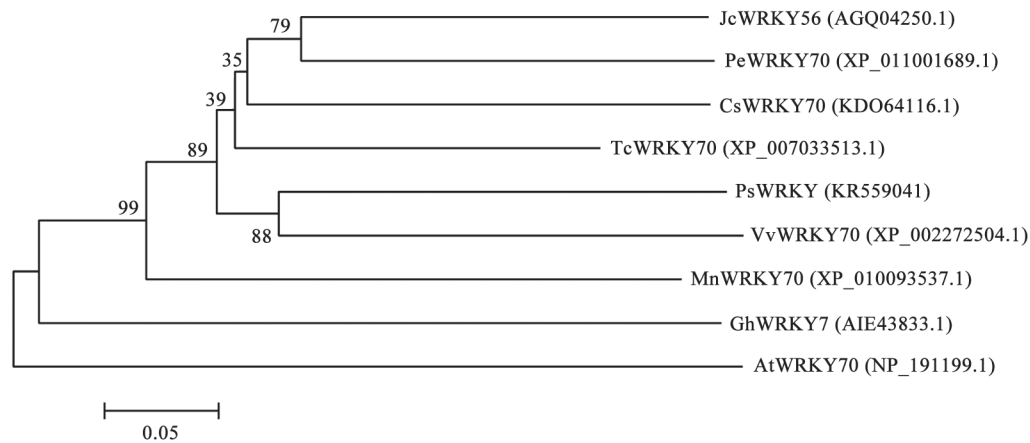 JcWRKY56 (AGQ04250.1)
79
PeWRKY70 (XP_011001689.1)
35
CsWRKY70 (KDO64116.1)
39
TcWRKY70 (XP_007033513.1)
89
PsWRKY (KR559041)
99
VvWRKY70 (XP_002272504.1)
88
MnWRKY70 (XP_010093537.1)
GhWRKY7 (AIE43833.1)
AtWRKY70 (NP_191199.1)
0.05